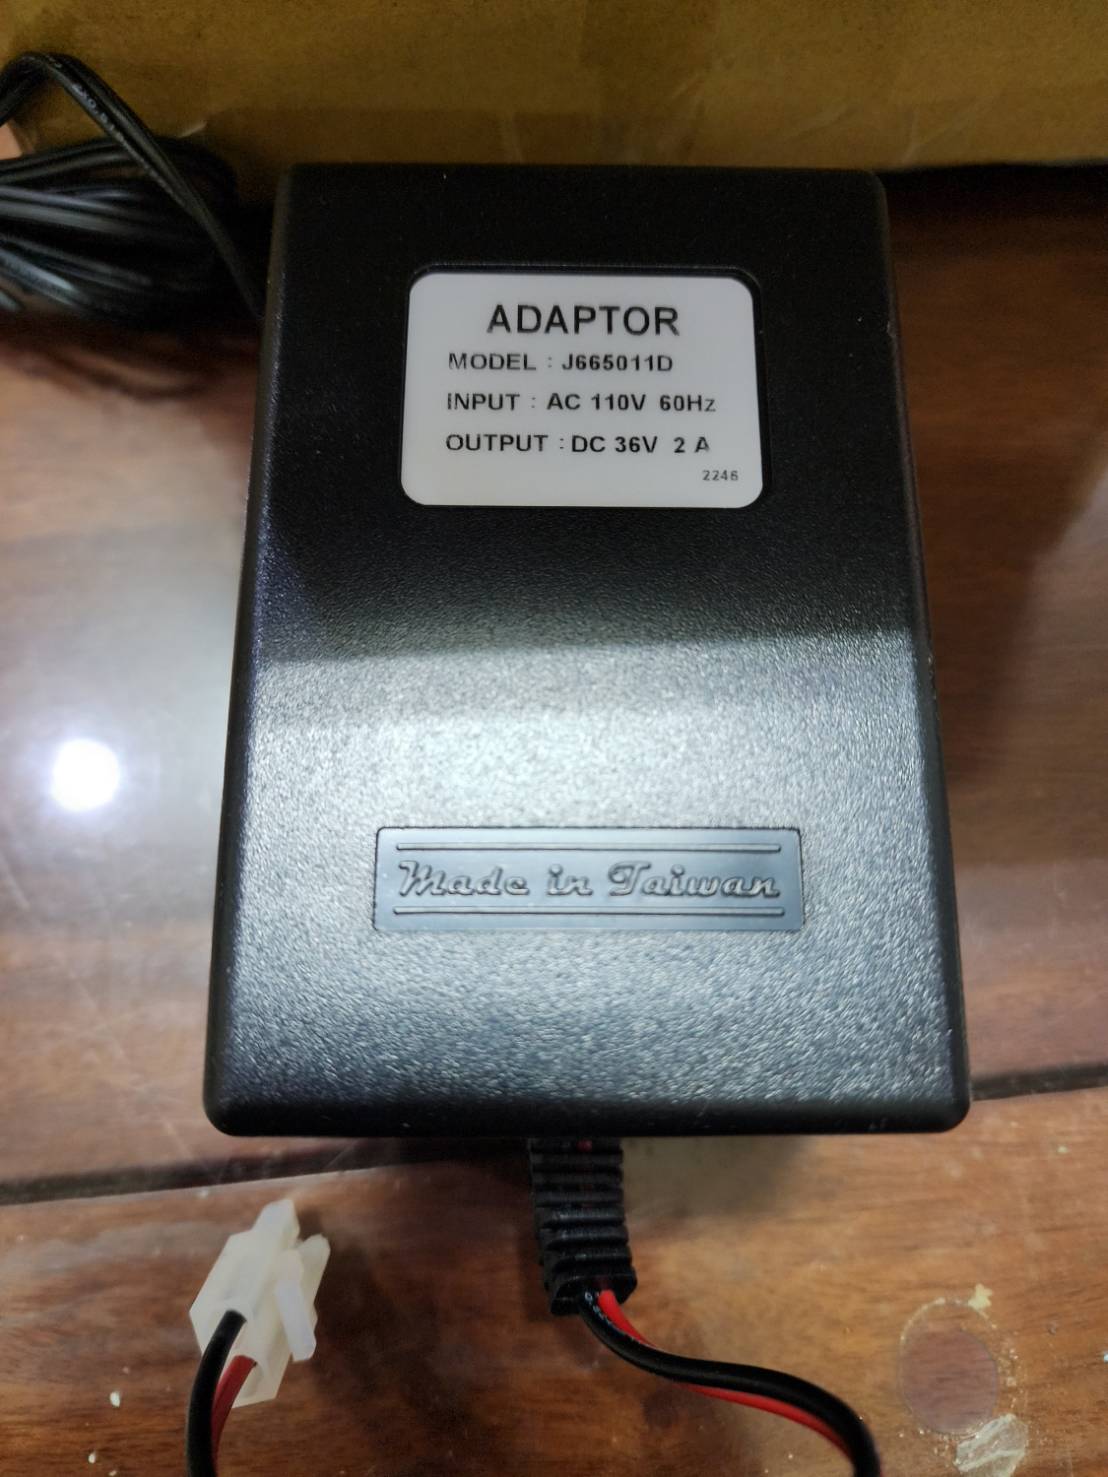 ADAPTOR
MODEL : J665011D
INPUT : AC 110V 60Hz
OUTPUT : DC 36V 2 A
2246
Made in Taiwan